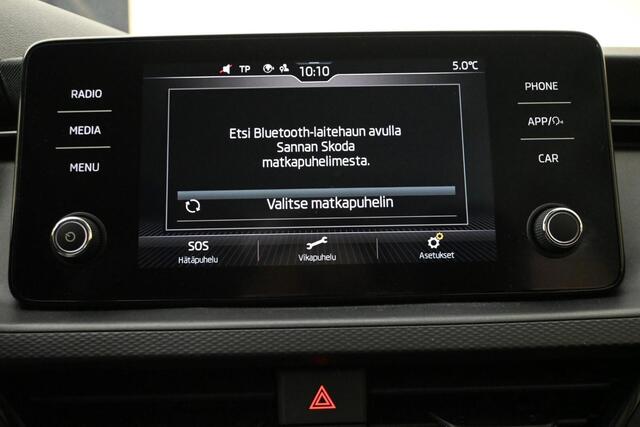 TP 10:10 5.0°C
RADIO
MEDIA
MENU
Etsi Bluetooth-laitehaun avulla
Sannan Skoda
matkapuhelimesta.
Valitse matkapuhelin
SOS
Hätäpuhelu
Vikapuhelu
Asetukset
PHONE
APP/
CAR